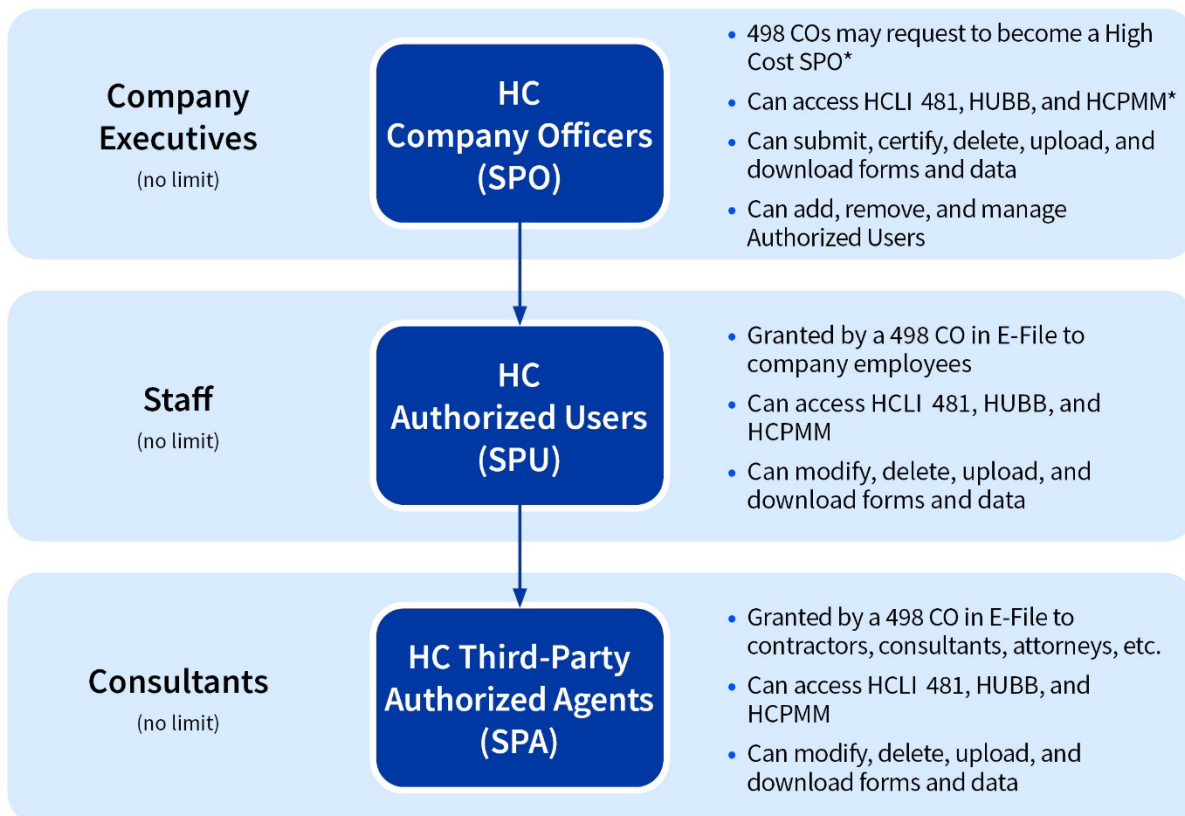 Company
Executives
(no limit)
HC
Company Officers
(SPO)
• 498 COs may request to become a High
Cost SPO*
• Can access HCLI 481, HUBB, and HCPMM*
• Can submit, certify, delete, upload, and
download forms and data
• Can add, remove, and manage
Authorized Users
Staff
(no limit)
HC
Authorized Users
(SPU)
• Granted by a 498 CO in E-File to
company employees
• Can access HCLI 481, HUBB, and
HCPMM
• Can modify, delete, upload, and
download forms and data
Consultants
(no limit)
HC Third-Party
Authorized Agents
(SPA)
• Granted by a 498 CO in E-File to
contractors, consultants, attorneys, etc.
• Can access HCLI 481, HUBB, and
HCPMM
• Can modify, delete, upload, and
download forms and data